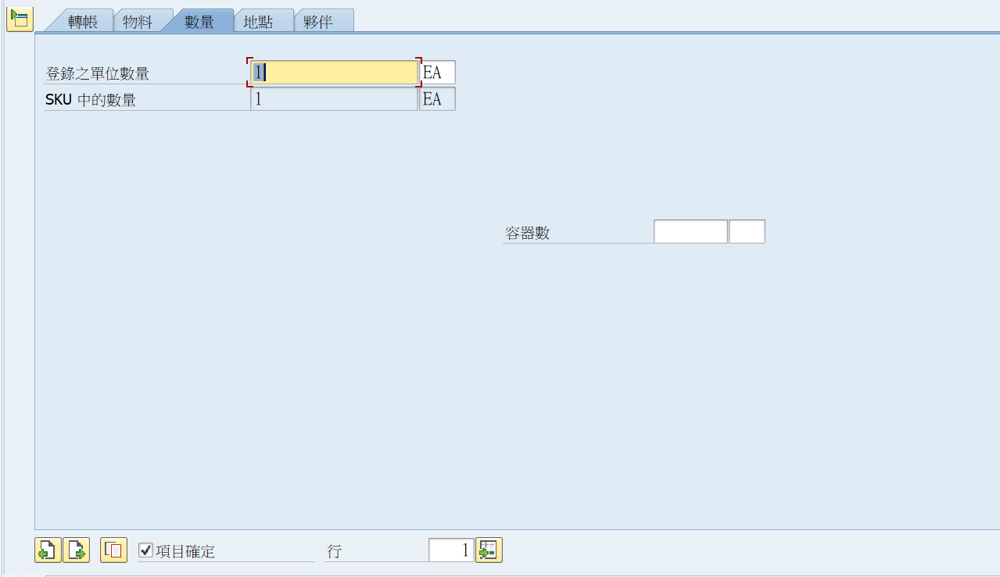 轉帳 物料 數量 地點 夥伴
登錄之單位數量 1 EA
SKU 中的數量 1 EA
容器數
項目確定 行 1